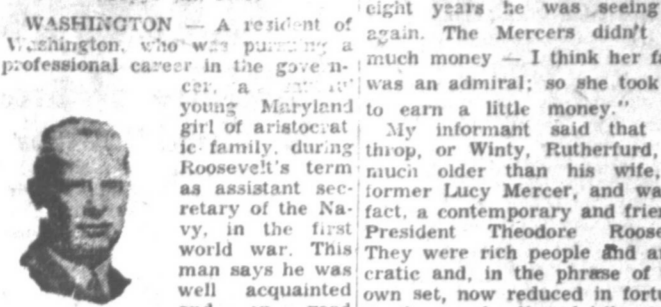 WASHINGTON — A resident of
Washington, who was pursuing a
professional career in the govern-
young Maryland
girl of aristocrat
ic family, during
Roosevelt's term
as assistant sec-
retary of the Na-
vy, in the first
world war. This
man says he was
well acquainted
eight years he was seeing
again. The Mercers didn't
much money — I think her fa
was an admiral; so she took
to earn a little money."
My informant said that
throp, or Winty, Rutherfurd,
much older than his wife,
former Lucy Mercer, and wa
fact, a contemporary and frien
President Theodore Roose
They were rich people and a
cratic and, in the phrase of
own set, now reduced in fortu